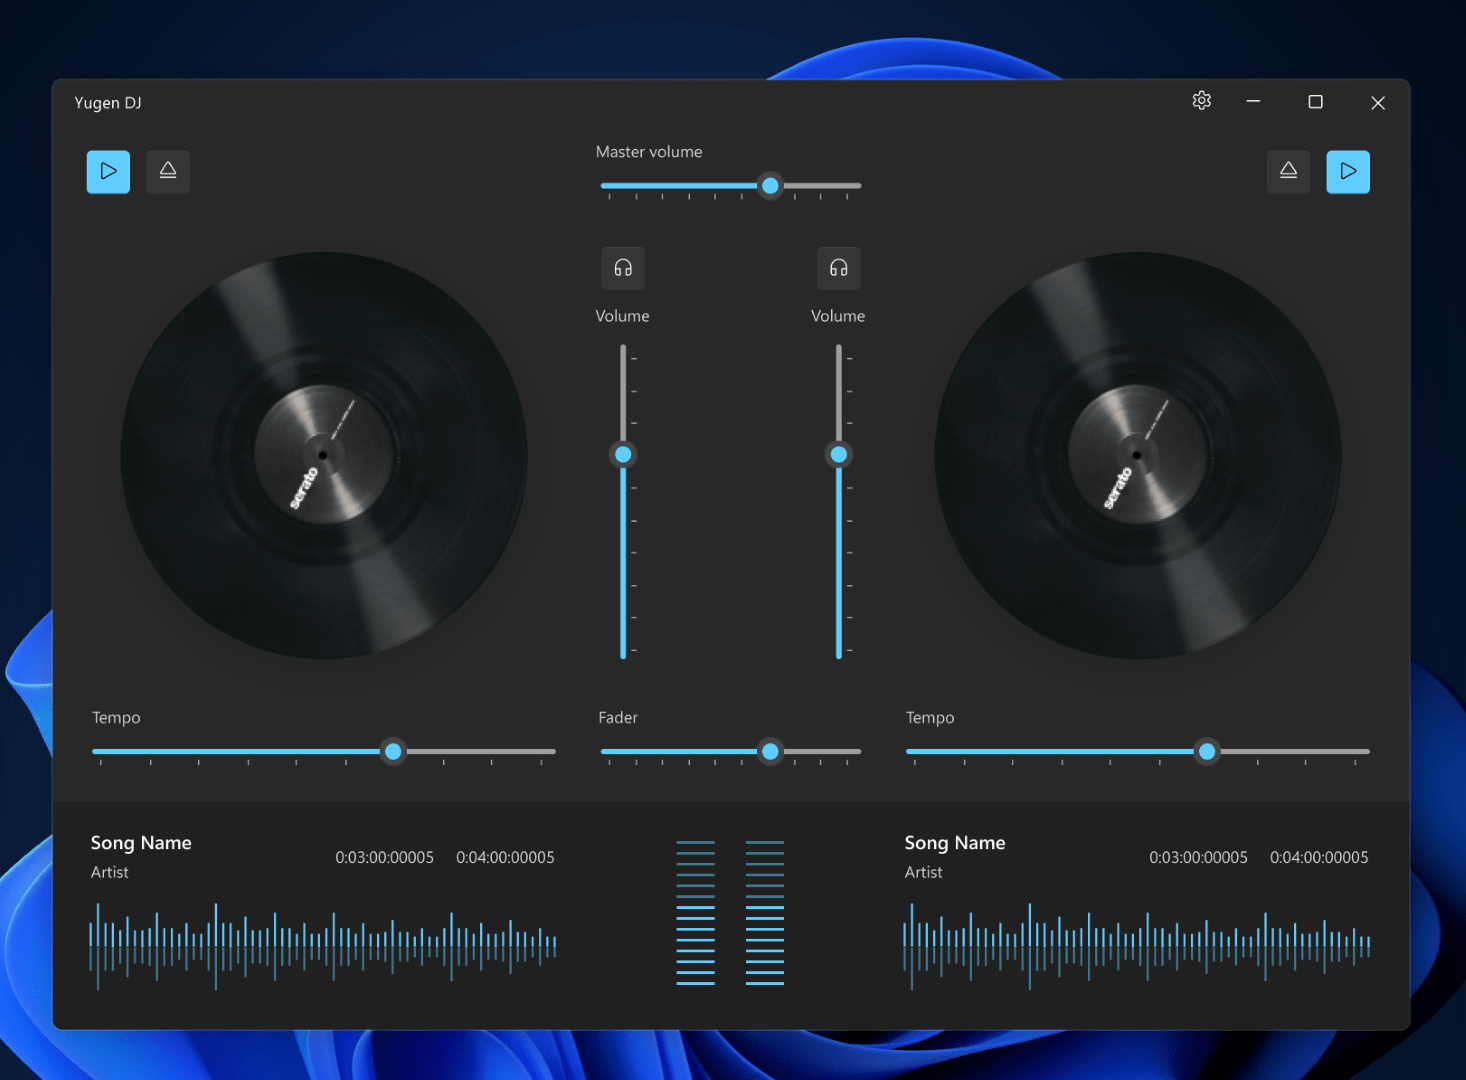 Yugen DJ
Master volume
Volume
Volume
serato
serato
Tempo
Fader
Tempo
Song Name
Artist
0:03:00:00005
0:04:00:00005
Song Name
Artist
0:03:00:00005
0:04:00:00005